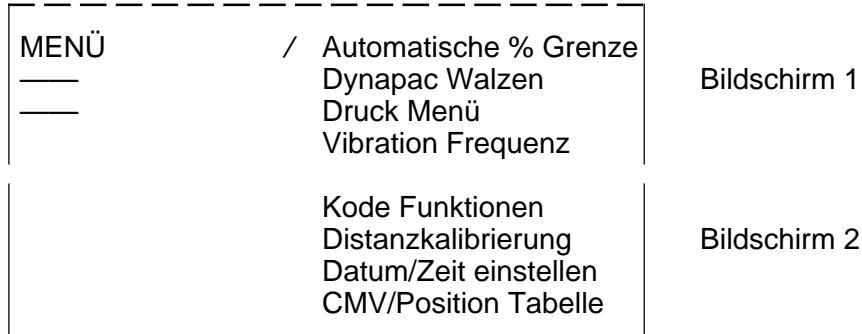 MENÜ / Automatische % Grenze
Dynapac Walzen Bildschirm 1
Druck Menü
Vibration Frequenz
Kode Funktionen
Distanzkalibrierung Bildschirm 2
Datum/Zeit einstellen
CMV/Position Tabelle